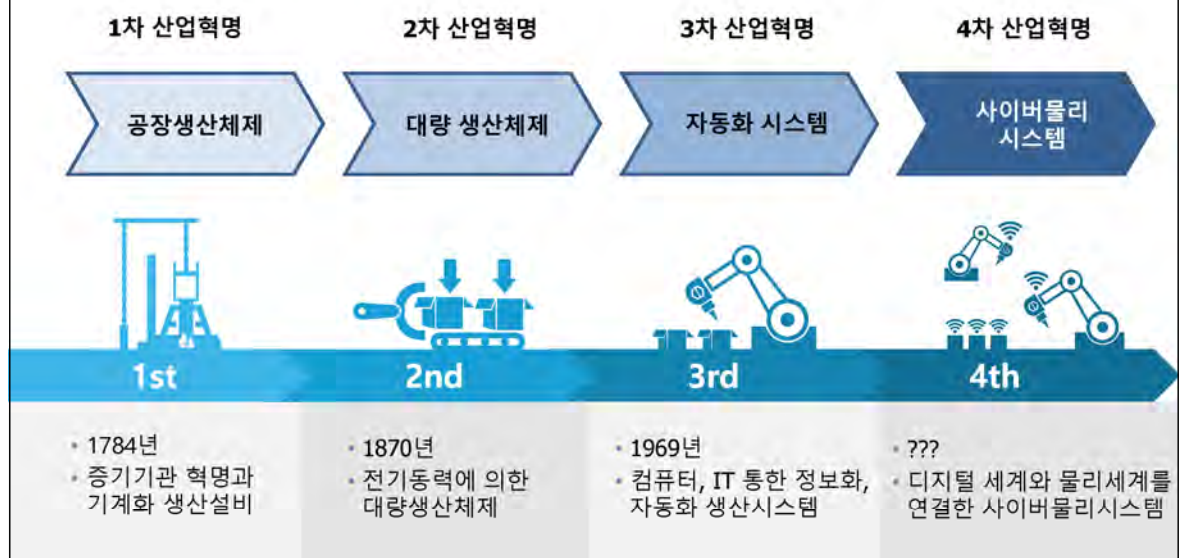 1차 산업혁명
2차 산업혁명
3차 산업혁명
4차 산업혁명
공장생산체제
대량 생산체제
자동화 시스템
사이버물리
시스템
1st
2nd
3rd
4th
• 1784년
• 증기기관 혁명과
기계화 생산설비
• 1870년
• 전기동력에 의한
대량생산체제
• 1969년
• 컴퓨터, IT 통한 정보화,
자동화 생산시스템
• ???
• 디지털 세계와 물리세계를
연결한 사이버물리시스템